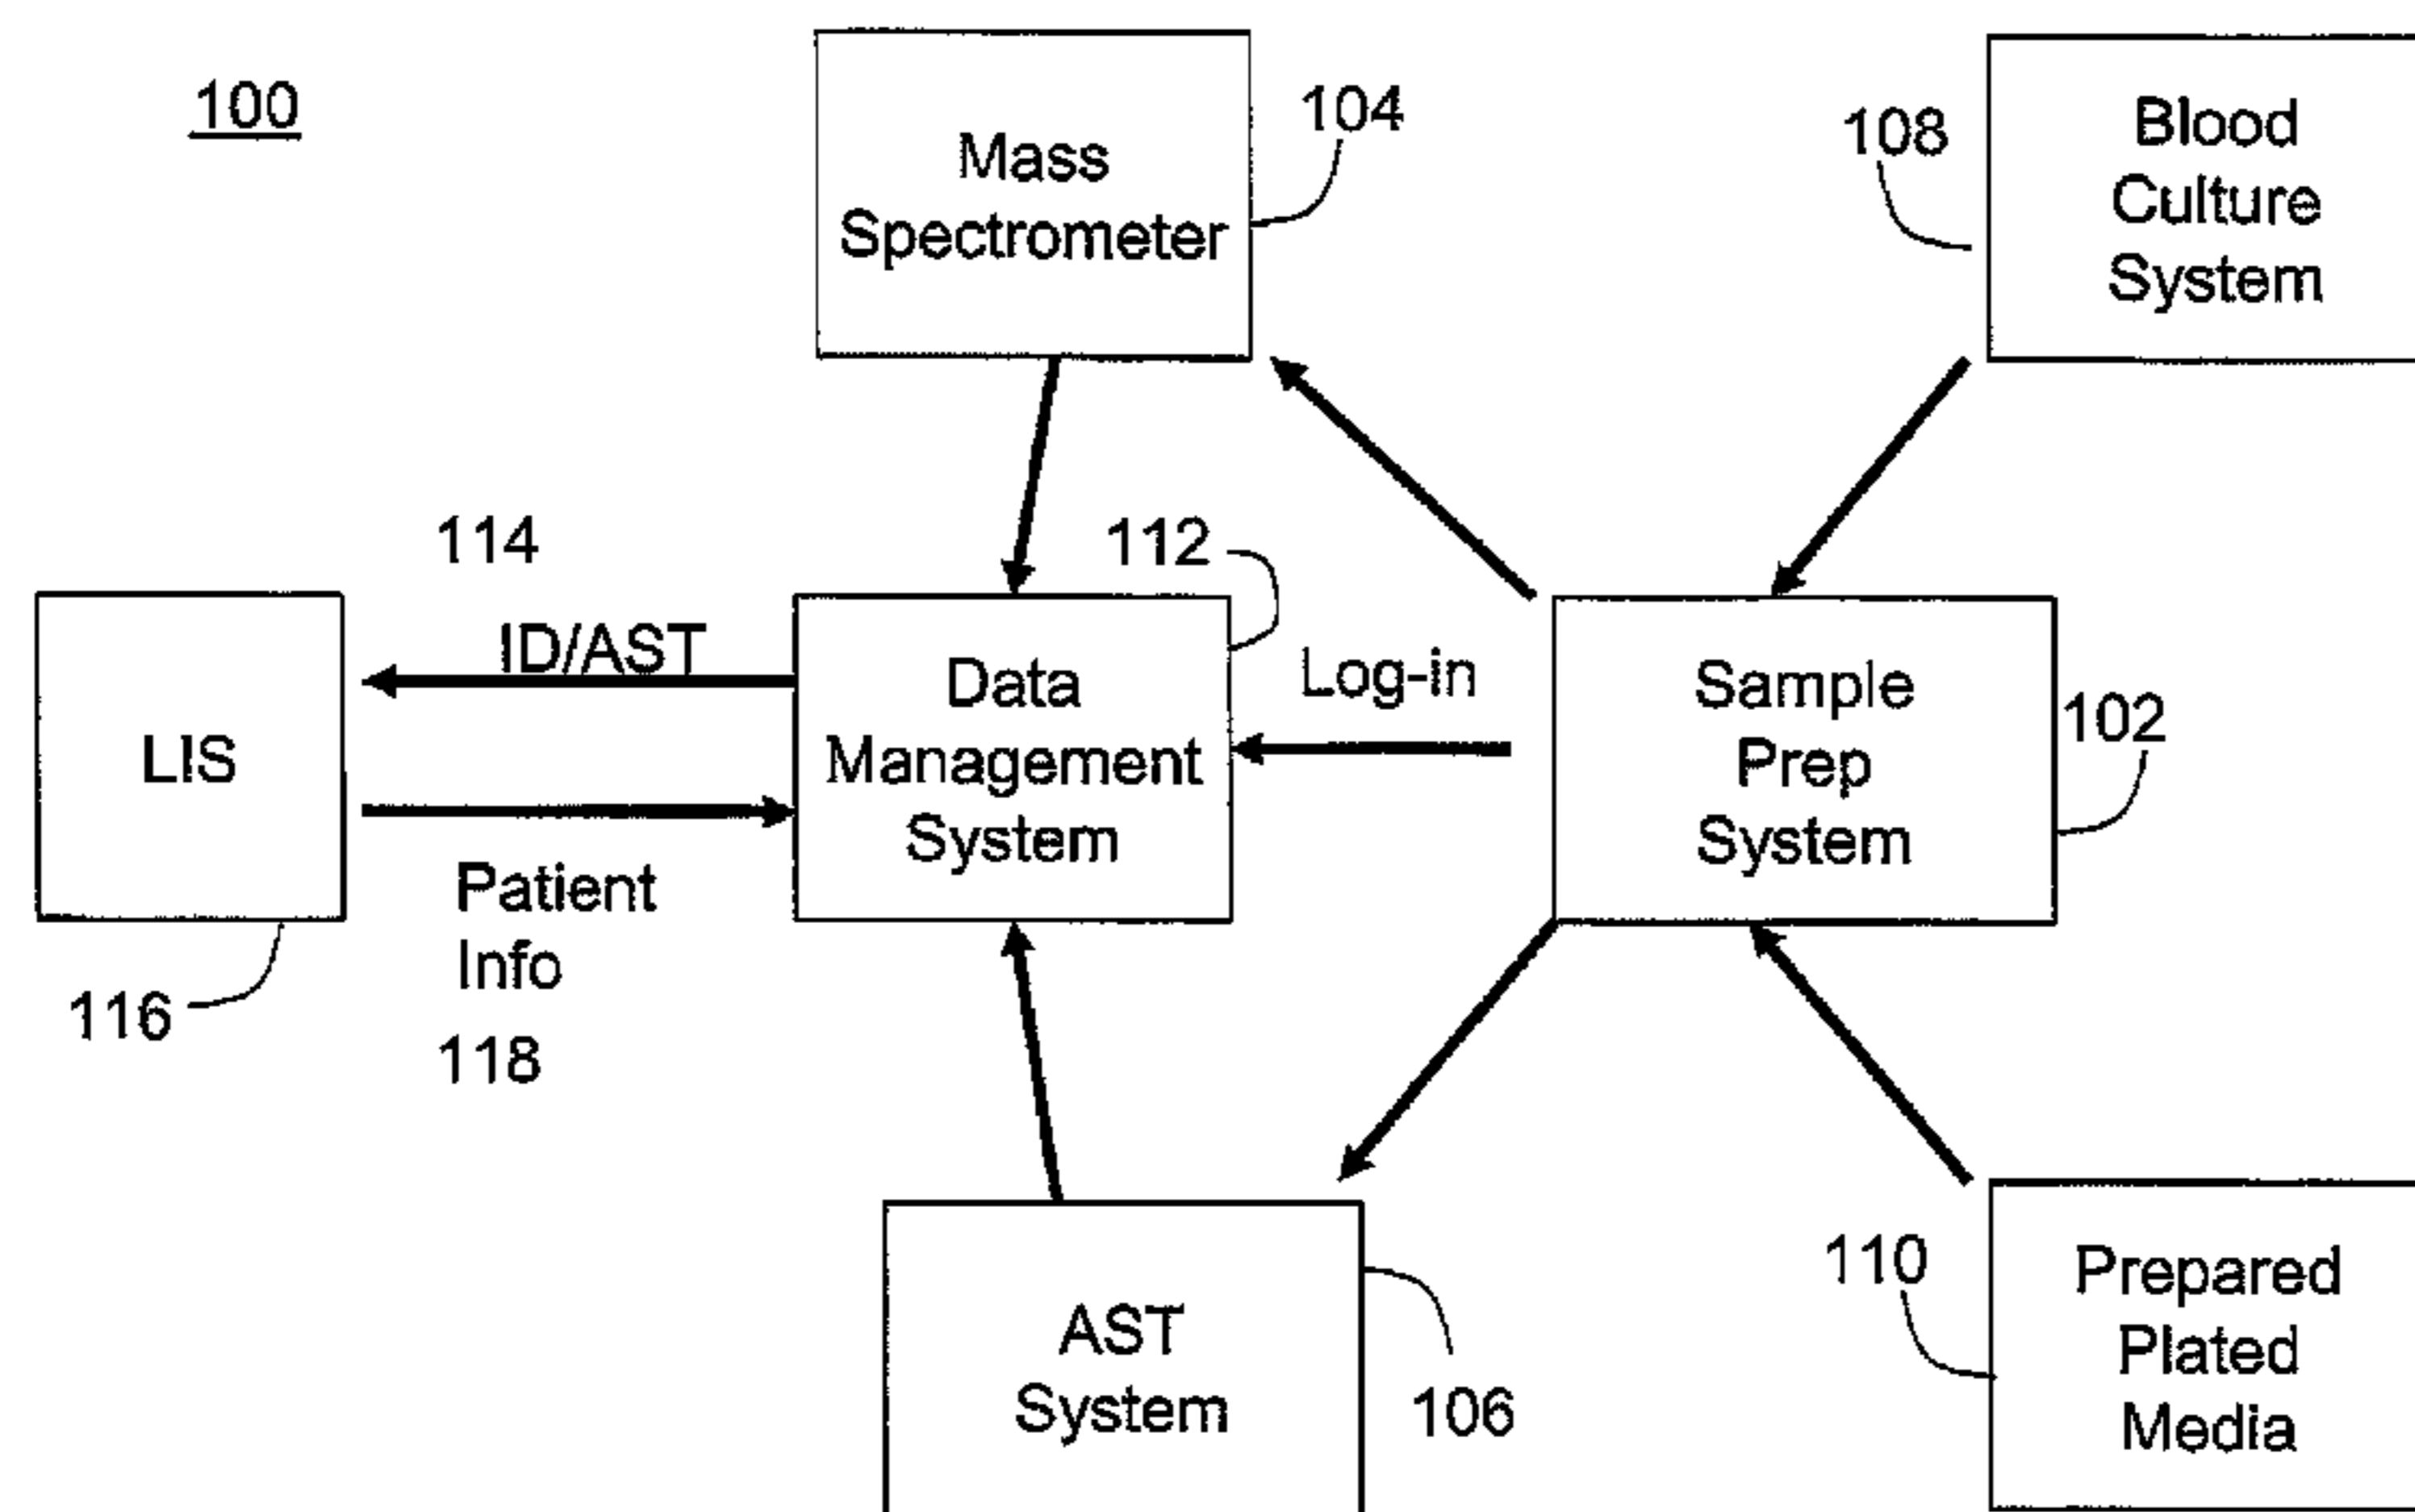 100
Mass
Spectrometer
104
108
Blood
Culture
System
114
ID/AST
112
Log-in
LIS
Data
Management
System
Sample
Prep
System
102
Patient
Info
116
118
AST
System
106
110
Prepared
Plated
Media